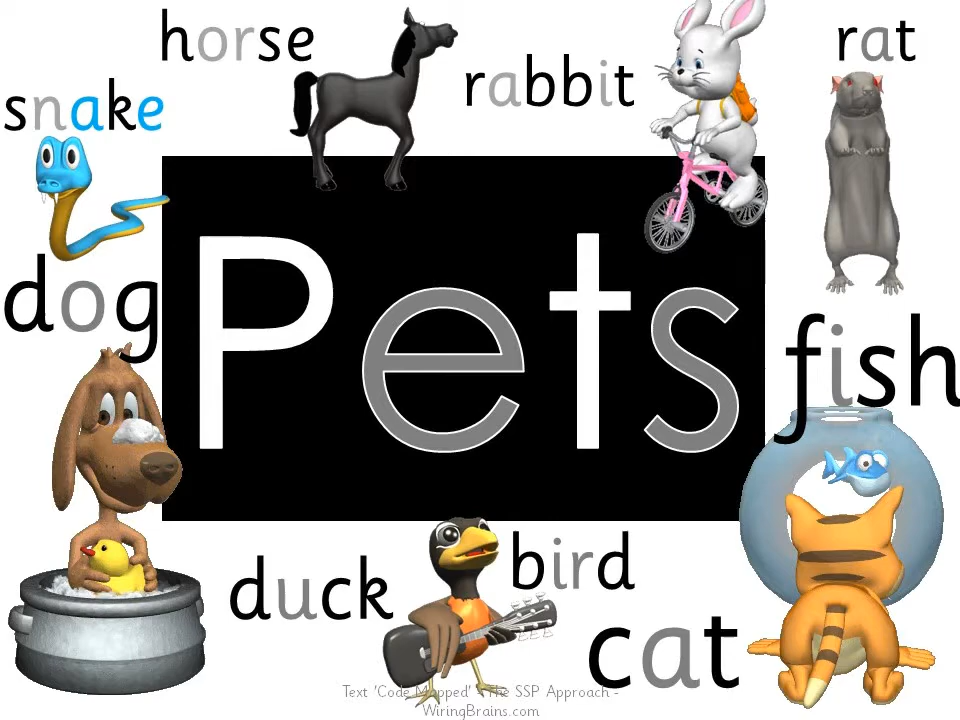 horse
rat
rabbit
snake
Pets
dog
fish
bird
duck
cat
Text 'Code Mapped' - The SSP Approach -
WiringBrains.com